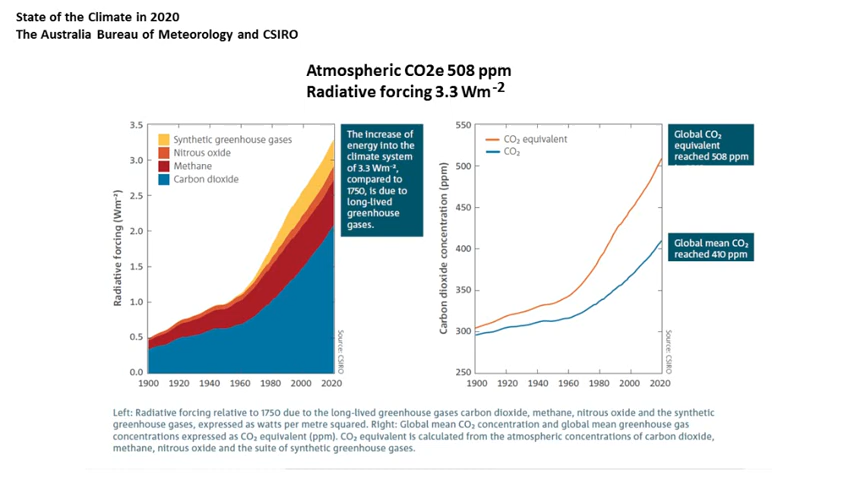 State of the Climate in 2020
The Australia Bureau of Meteorology and CSIRO
Atmospheric CO2e 508 ppm
Radiative forcing 3.3 Wm⁻²
3.5
3.0
2.5
2.0
1.5
1.0
0.5
0.0
Radiative forcing (Wm⁻²)
Synthetic greenhouse gases
Nitrous oxide
Methane
Carbon dioxide
1900 1920 1940 1960 1980 2000 2020
Source: CSIRO
The increase of
energy into the
climate system
of 3.3 Wm⁻²,
compared to
1750, is due to
long-lived
greenhouse
gases.
550
500
450
400
350
300
250
Carbon dioxide concentration (ppm)
CO₂ equivalent
CO₂
1900 1920 1940 1960 1980 2000 2020
Source: CSIRO
Global CO₂
equivalent
reached 508 ppm
Global mean CO₂
reached 410 ppm
Left: Radiative forcing relative to 1750 due to the long-lived greenhouse gases carbon dioxide, methane, nitrous oxide and the synthetic
greenhouse gases, expressed as watts per metre squared. Right: Global mean CO₂ concentration and global mean greenhouse gas
concentrations expressed as CO₂ equivalent (ppm). CO₂ equivalent is calculated from the atmospheric concentrations of carbon dioxide,
methane, nitrous oxide and the suite of synthetic greenhouse gases.